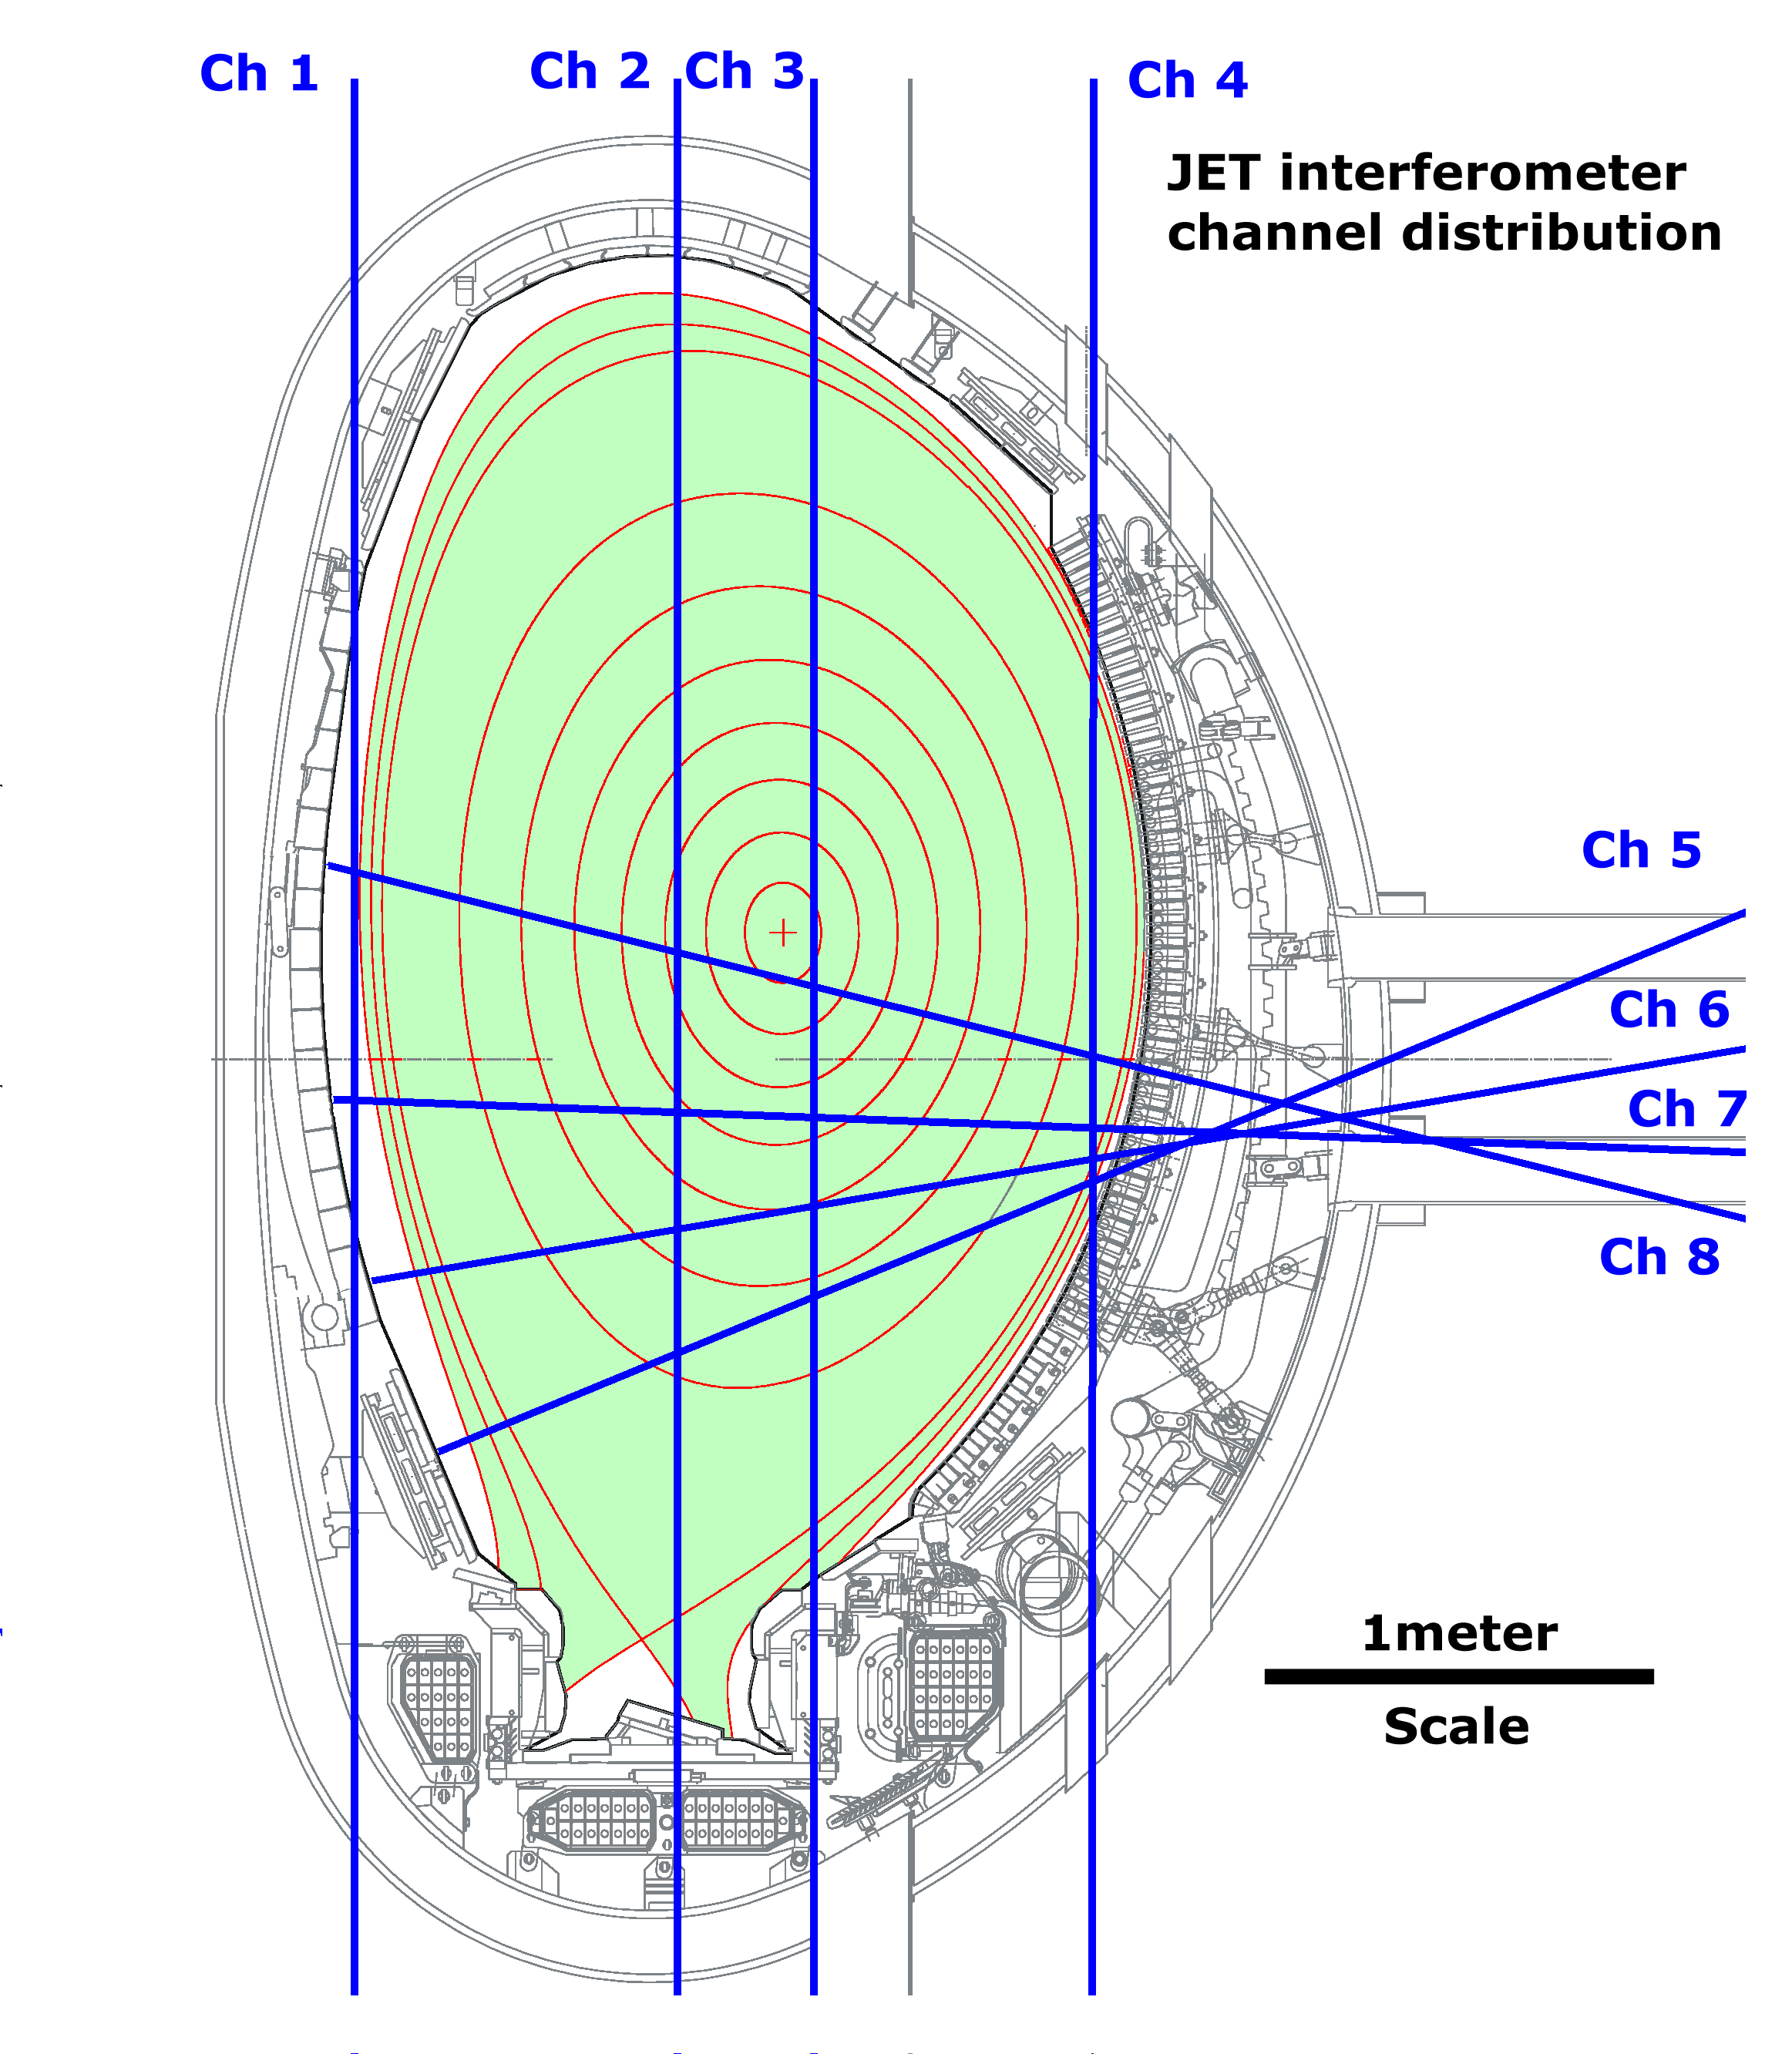 Ch 1
Ch 2
Ch 3
Ch 4
JET interferometer
channel distribution
Ch 5
Ch 6
Ch 7
Ch 8
1meter
Scale